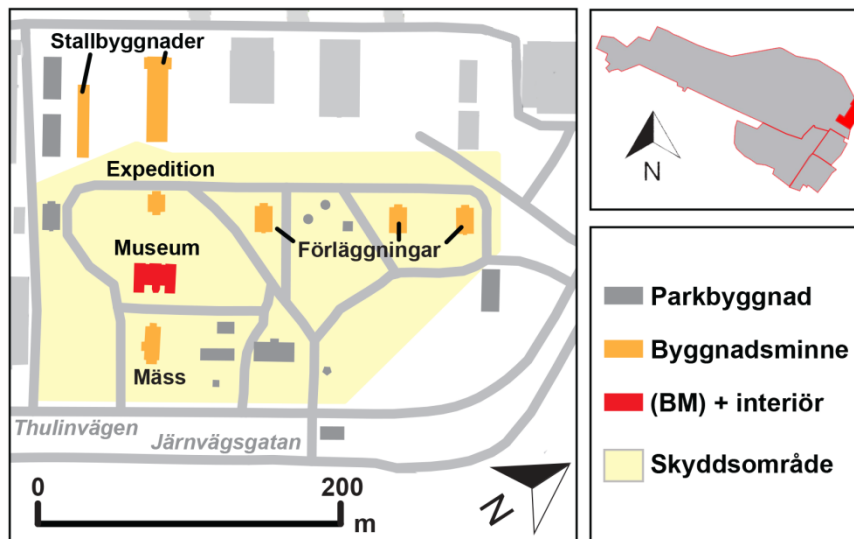 Stallbyggnader
Expedition
Museum
Förläggningar
Mäss
Thulinvägen
Järnvägsgatan
0
200
m
N
N
Parkbyggnad
Byggnadsminne
(BM) + interiör
Skyddsområde